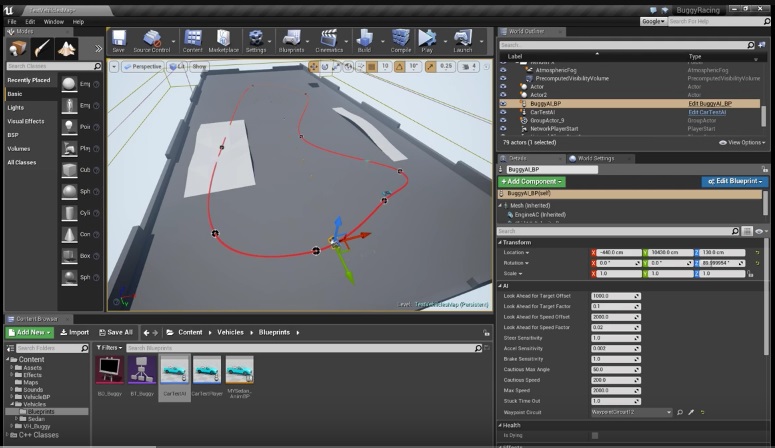 TestVehiclesMap
BuggyRacing
File Edit Window Help
Google
Search For Help
Modes
Search Classes
Recently Placed
Basic
Lights
Visual Effects
BSP
Volumes
All Classes
Emp
Emp
Poi
Play
Cub
Sph
Cyli
Con
Box
Sph
Save
Source Control
Content
Marketplace
Settings
Blueprints
Cinematics
Build
Compile
Play
Launch
Perspective
Lit
Show
10
10°
0.25
4
Level: TestVehiclesMap (Persistent)
World Outliner
Search...
Label
Type
AtmosphericFog
AtmosphericFog
PrecomputedVisibilityVolume
PrecomputedVisibilityVolume
Actor
Actor
Actor2
Actor
BuggyAI_BP
Edit BuggyAI_BP
CarTestAI
Edit CarTestAI
GroupActor_9
GroupActor
NetworkPlayerStart
PlayerStart
79 actors (1 selected)
View Options
Details
World Settings
BuggyAI_BP
+ Add Component
Edit Blueprint
BuggyAI_BP(self)
Mesh (Inherited)
EngineAC (Inherited)
Search
Transform
Location
X -440.0 cm
Y 10430.0 cm
Z 130.0 cm
Rotation
X 0.0 °
Y 0.0 °
Z 89.999954 °
Scale
X 1.0
Y 1.0
Z 1.0
AI
Look Ahead for Target Offset 1000.0
Look Ahead for Target Factor 0.1
Look Ahead for Speed Offset 2000.0
Look Ahead for Speed Factor 0.02
Steer Sensitivity 1.0
Accel Sensitivity 0.002
Brake Sensitivity 1.0
Cautious Max Angle 50.0
Cautious Speed 200.0
Max Speed 2000.0
Stuck Time Out 1.0
Waypoint Circuit WaypointCircuit12
Health
Is Dying
Content Browser
Add New
Import
Save All
Content
Vehicles
Blueprints
Search Folders
Filters
Search Blueprints
Content
Assets
Effects
Maps
Sounds
VehicleBP
Vehicles
Blueprints
Sedan
VH_Buggy
C++ Classes
BD_Buggy
BT_Buggy
CarTestAI
CarTestPlayer
MYSedan_
AnimBP